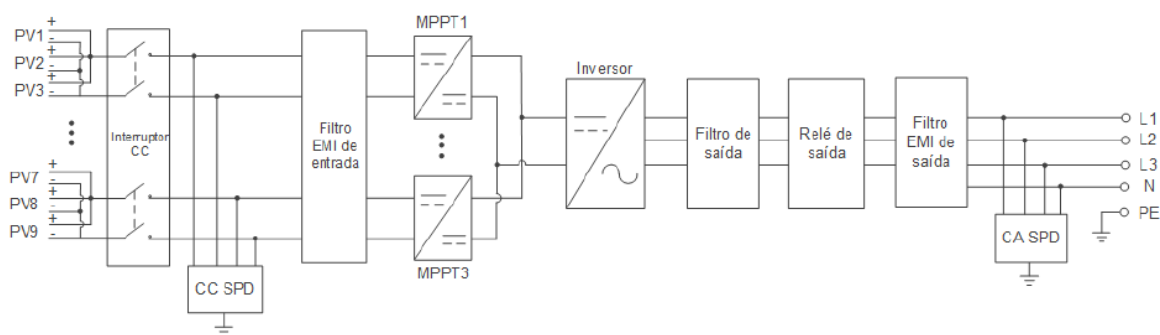 PV1
+
-
PV2
+
-
PV3
+
-
PV7
+
-
PV8
+
-
PV9
+
-
Interruptor
CC
CC SPD
Filtro
EMI de
entrada
MPPT1
MPPT3
Inversor
Filtro de
saída
Relé de
saída
Filtro
EMI de
saída
CA SPD
L1
L2
L3
N
PE